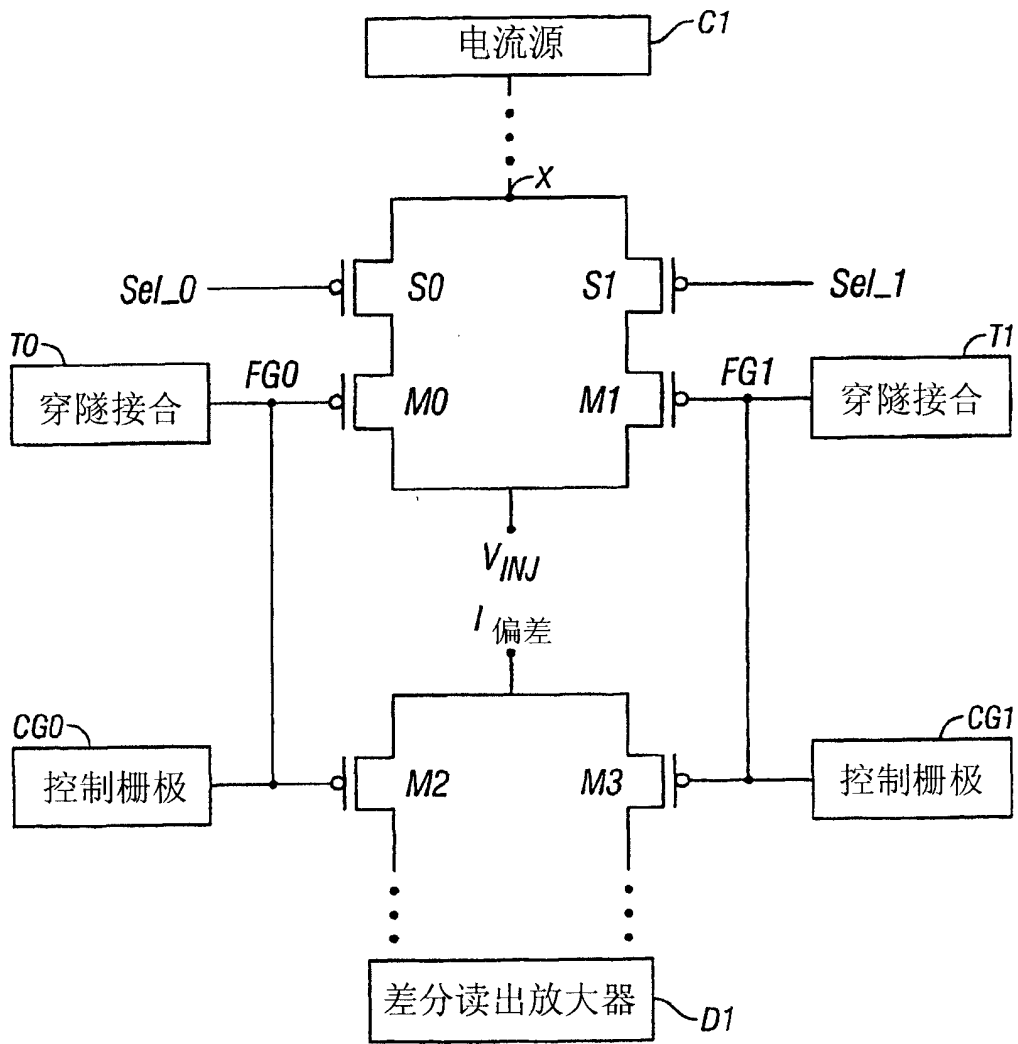 电流源
C1
X
Sel_0
S0
S1
Sel_1
T0
T1
穿隧接合
FG0
M0
M1
FG1
穿隧接合
VINJ
I偏差
CG0
CG1
控制栅极
M2
M3
控制栅极
差分读出放大器
D1